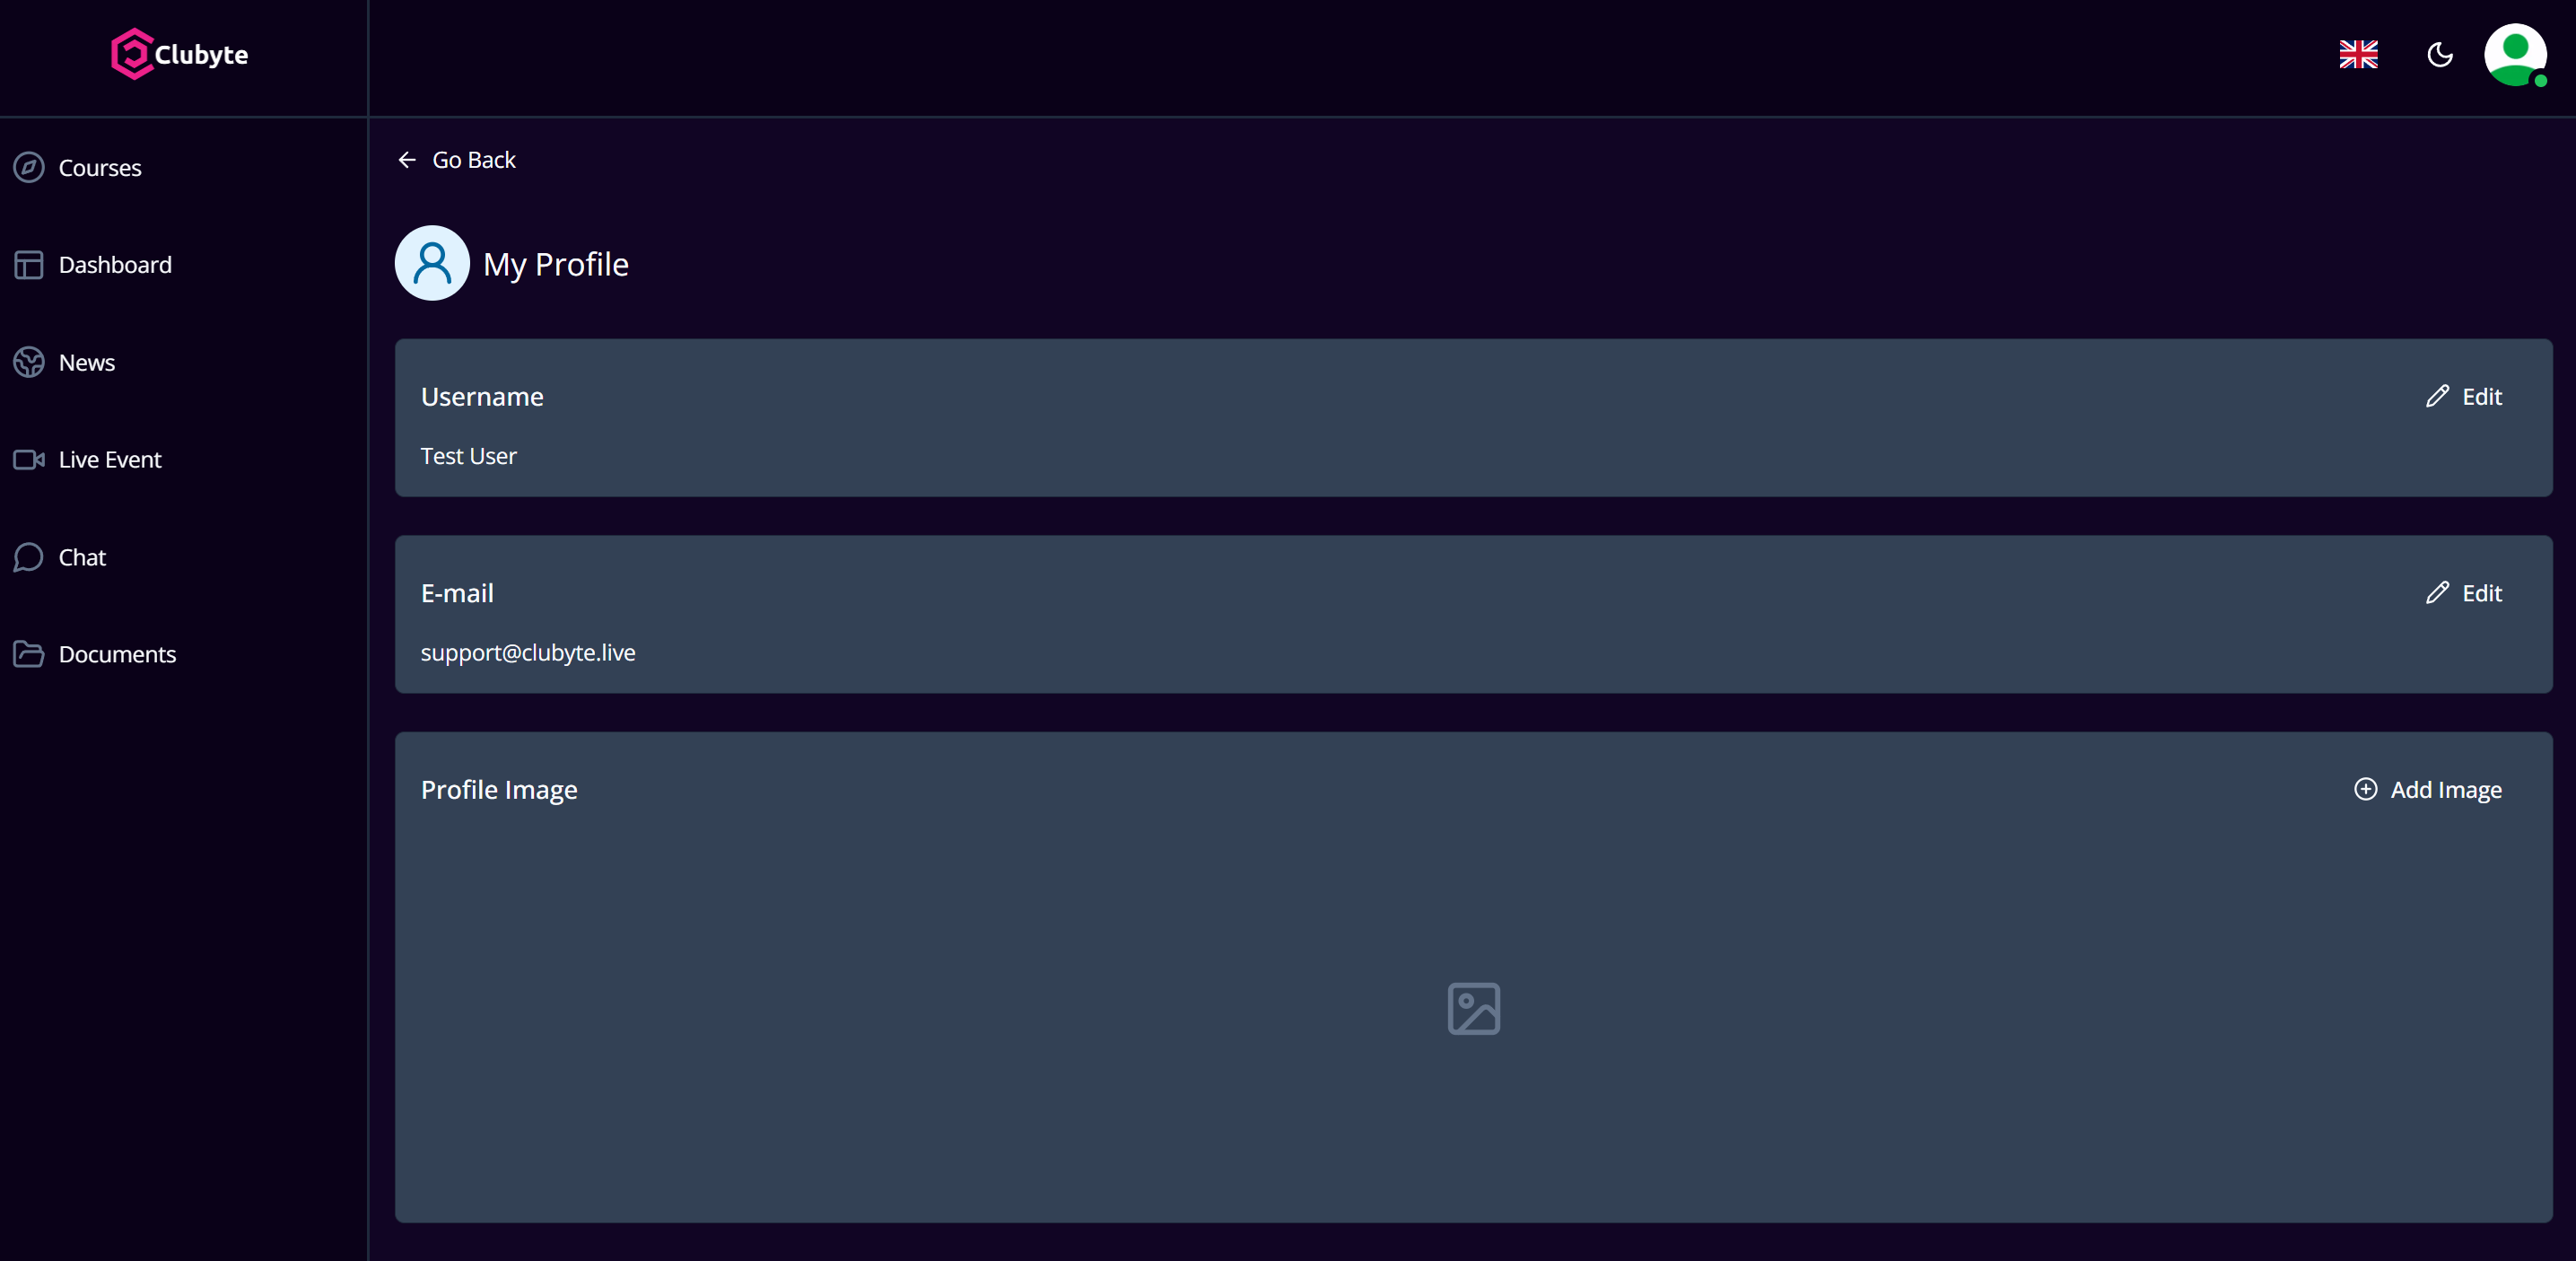 Clubyte
Courses
Dashboard
News
Live Event
Chat
Documents
Go Back
My Profile
Username
Edit
Test User
E-mail
Edit
support@clubyte.live
Profile Image
Add Image